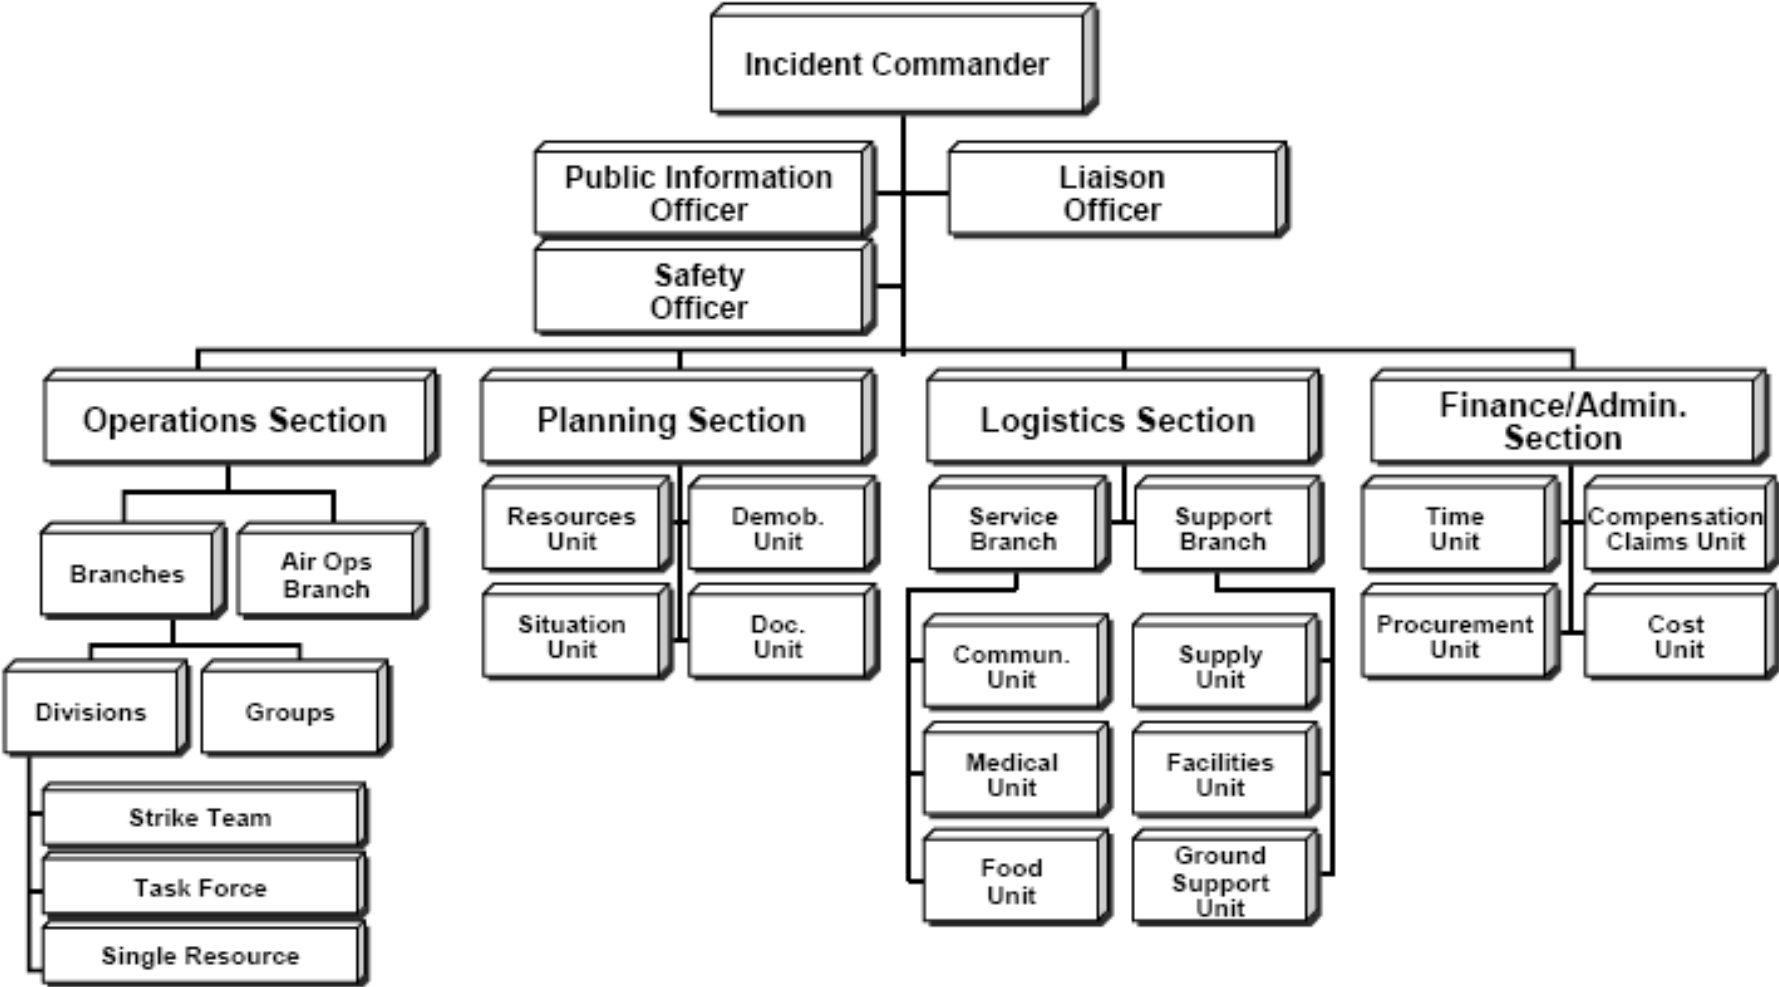 Incident Commander
Public Information
Officer
Liaison
Officer
Safety
Officer
Operations Section
Planning Section
Logistics Section
Finance/Admin.
Section
Branches
Air Ops
Branch
Divisions
Groups
Strike Team
Task Force
Single Resource
Resources
Unit
Demob.
Unit
Situation
Unit
Doc.
Unit
Service
Branch
Support
Branch
Commun.
Unit
Medical
Unit
Food
Unit
Supply
Unit
Facilities
Unit
Ground
Support
Unit
Time
Unit
Compensation
Claims Unit
Procurement
Unit
Cost
Unit